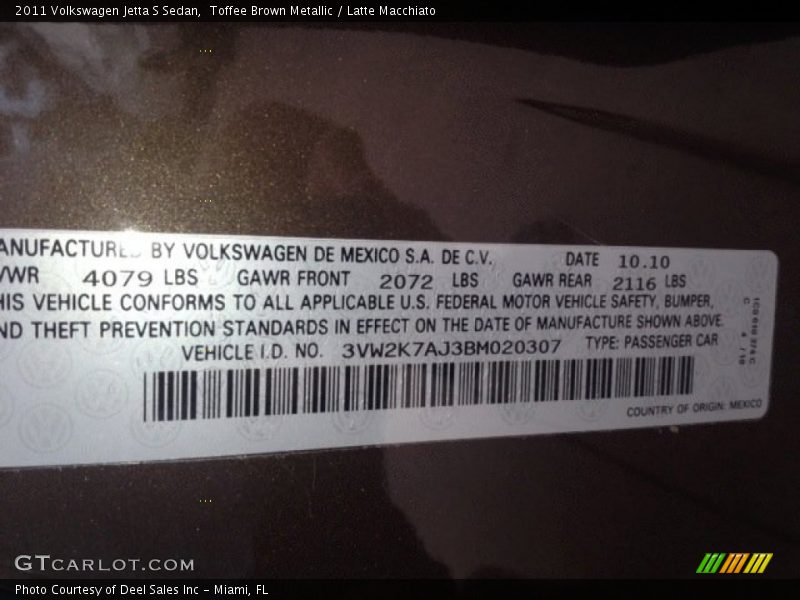 2011 Volkswagen Jetta S Sedan,  Toffee Brown Metallic / Latte Macchiato
ANUFACTURE BY VOLKSWAGEN DE MEXICO S.A. DE C.V. DATE 10.10
VWR 4079 LBS GAWR FRONT 2072 LBS GAWR REAR 2116 LBS
HIS VEHICLE CONFORMS TO ALL APPLICABLE U.S. FEDERAL MOTOR VEHICLE SAFETY, BUMPER,
ND THEFT PREVENTION STANDARDS IN EFFECT ON THE DATE OF MANUFACTURE SHOWN ABOVE.
VEHICLE I.D. NO. 3VW2K7AJ3BM020307 TYPE: PASSENGER CAR
COUNTRY OF ORIGIN: MEXICO
GTCARLOT.COM
Photo Courtesy of Deel Sales Inc – Miami, FL